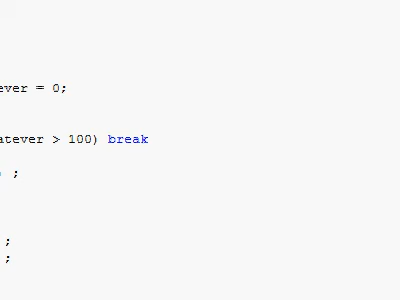 ever = 0;
atever > 100) break
;
;
;